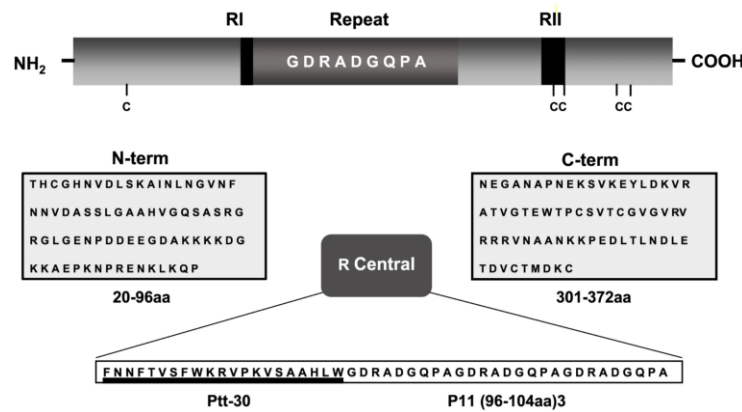 RI Repeat RII
NH2 GDRADGQPA COOH
C CC CC
N-term
THCGHNVDLSKAINLNGVNF
NNVDASSLGAAHVGQSASRG
RGLGENPDDEEGDAKKKKDG
KKAEPKNPRENKLKQP
20-96aa
C-term
NEGANAPNEKSVKEYLDKVR
ATVGTEWTPCSVTCGVGVRV
RRRVNAANKKPEDLTLNDLE
TDVCTMDKC
301-372aa
R Central
FNNFTVSFWKRVPKVSAAHLWGDRADGQPAGDRADGQPAGDRADGQPA
Ptt-30 P11 (96-104aa)3